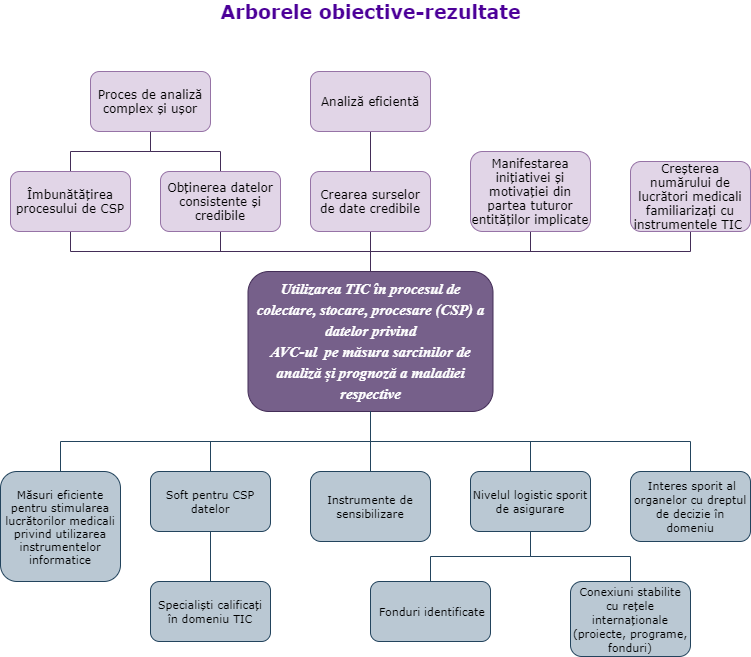 Arborele obiective-rezultate
Proces de analiză
complex și ușor
Analiză eficientă
Îmbunătățirea
procesului de CSP
Obținerea datelor
consistente și
credibile
Crearea surselor
de date credibile
Manifestarea
inițiativei și
motivației din
partea tuturor
entităților implicate
Creșterea
numărului de
lucrători medicali
familiarizați cu
instrumentele TIC
Utilizarea TIC în procesul de
colectare, stocare, procesare (CSP) a
datelor privind
AVC-ul pe măsura sarcinilor de
analiză și prognoză a maladiei
respective
Măsuri eficiente
pentru stimularea
lucrătorilor medicali
privind utilizarea
instrumentelor
informatice
Soft pentru CSP
datelor
Instrumente de
sensibilizare
Nivelul logistic sporit
de asigurare
Interes sporit al
organelor cu dreptul
de decizie în
domeniu
Specialiști calificați
în domeniu TIC
Fonduri identificate
Conexiuni stabilite
cu rețele
internaționale
(proiecte, programe,
fonduri)